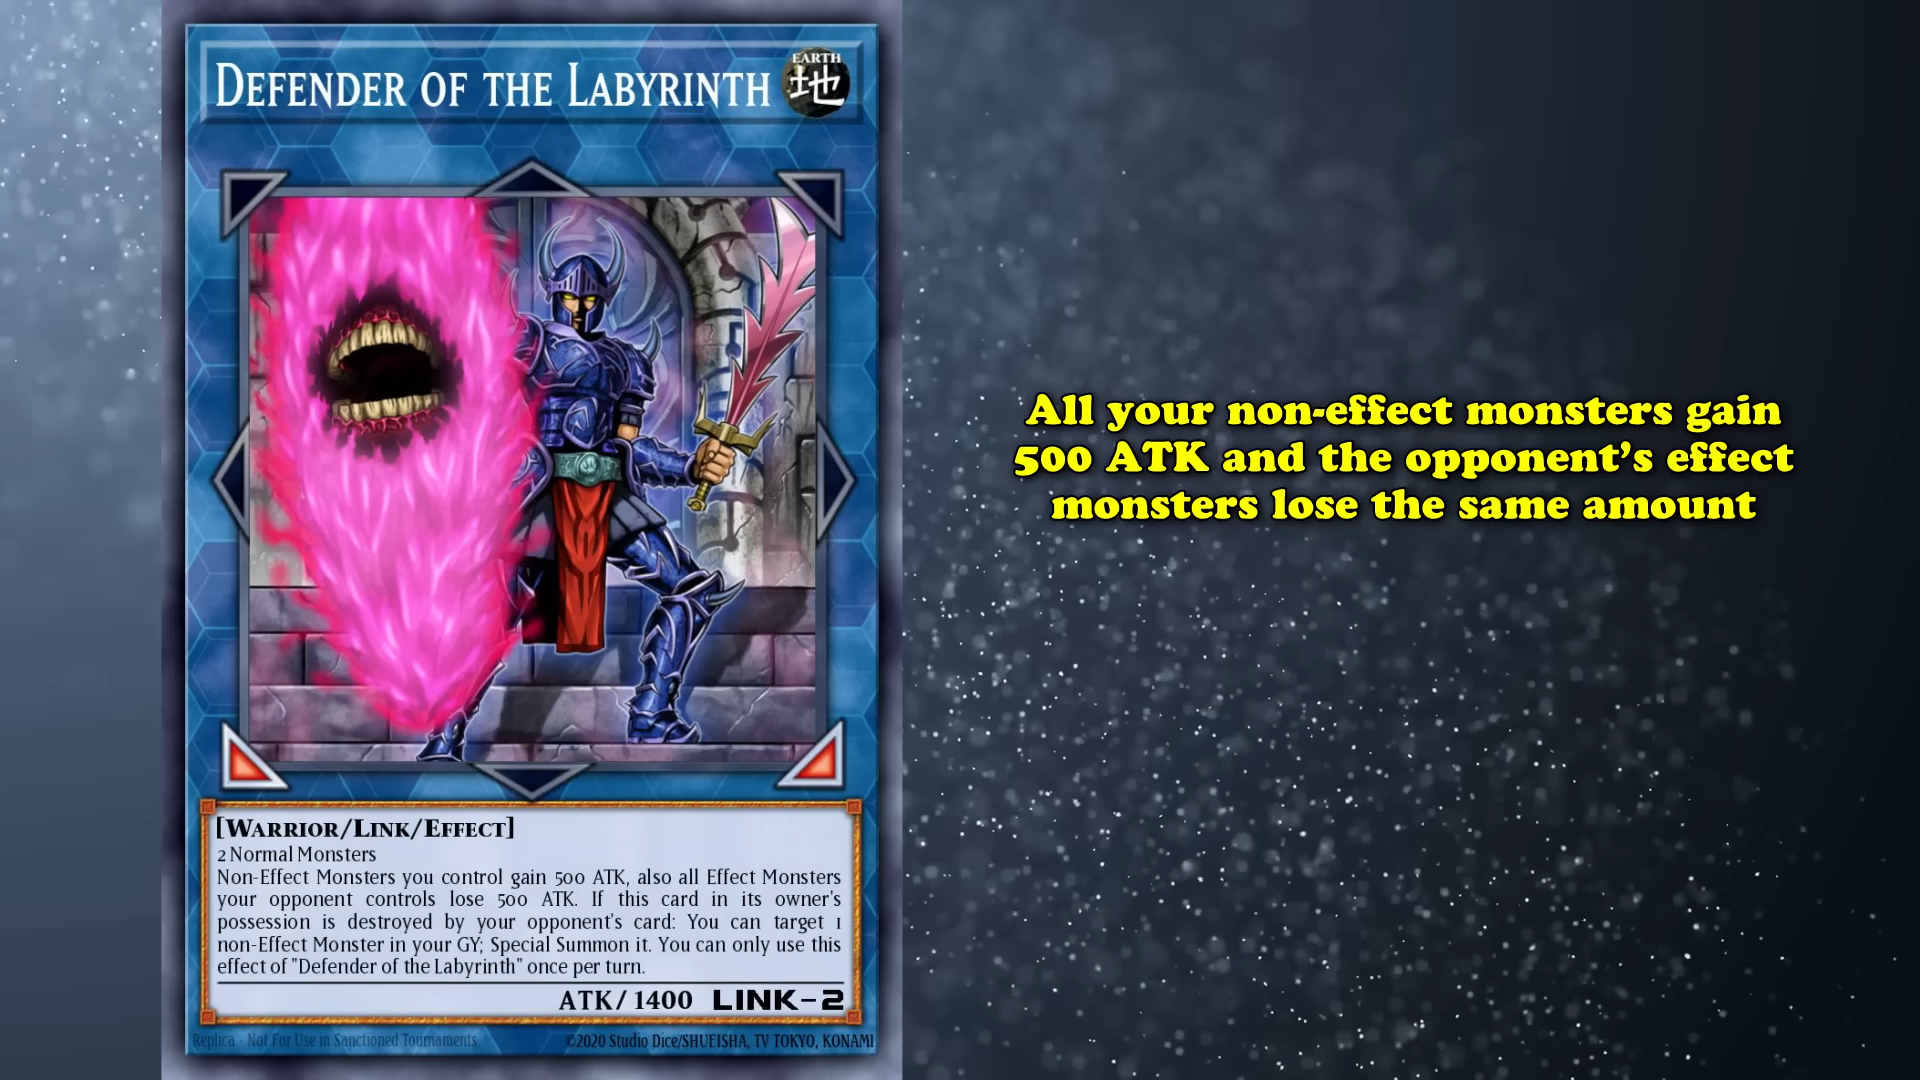 DEFENDER OF THE LABYRINTH
EARTH
地
All your non-effect monsters gain
500 ATK and the opponent's effect
monsters lose the same amount
[WARRIOR/LINK/EFFECT]
2 Normal Monsters
Non-Effect Monsters you control gain 500 ATK, also all Effect Monsters
your opponent controls lose 500 ATK. If this card in its owner's
possession is destroyed by your opponent's card: You can target 1
non-Effect Monster in your GY; Special Summon it. You can only use this
effect of "Defender of the Labyrinth" once per turn.
ATK/1400 LINK-2
Replica - Not For Use in Sanctioned Tournaments
©2020 Studio Dice/SHUEISHA, TV TOKYO, KONAMI